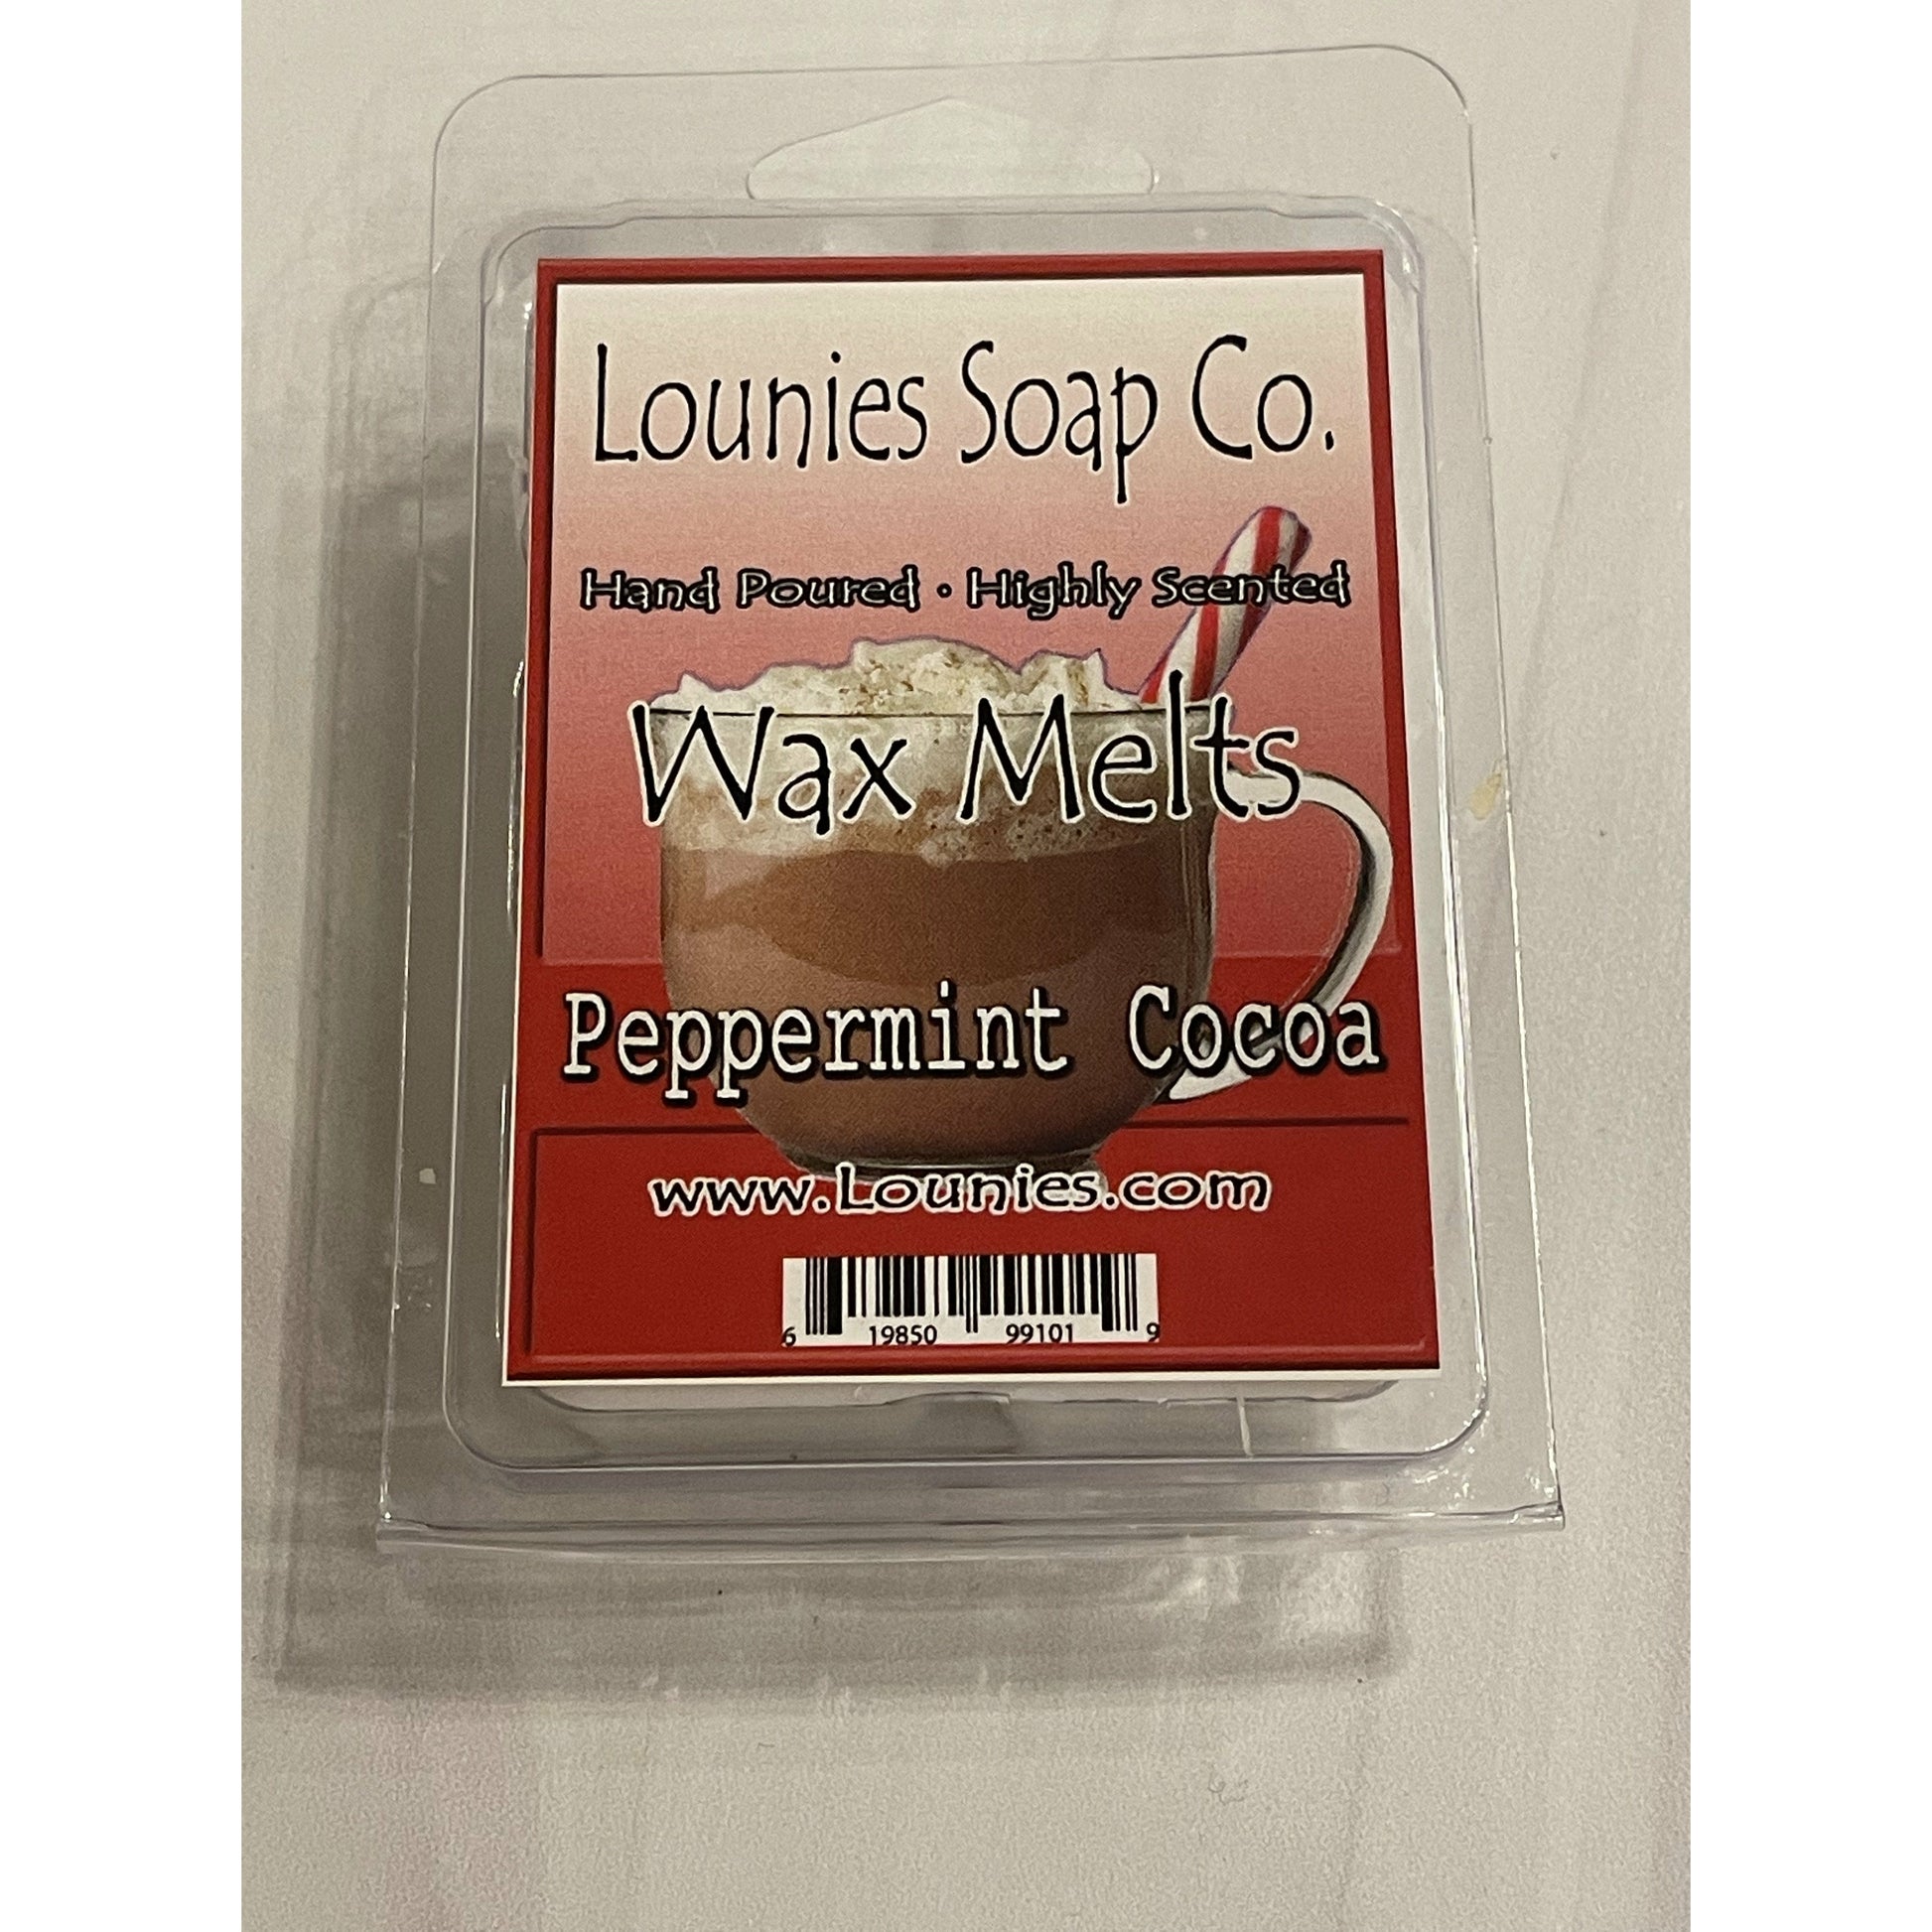 Lounies Soap Co.
Hand Poured • Highly Scented
Wax Melts
Peppermint Cocoa
www.Lounies.com
6 19850 99101 9